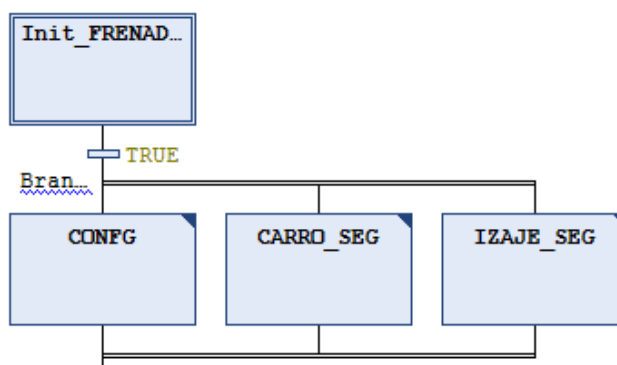 Init_FRENAD…
TRUE
Bran…
CONFG
CARRO_SEG
IZAJE_SEG